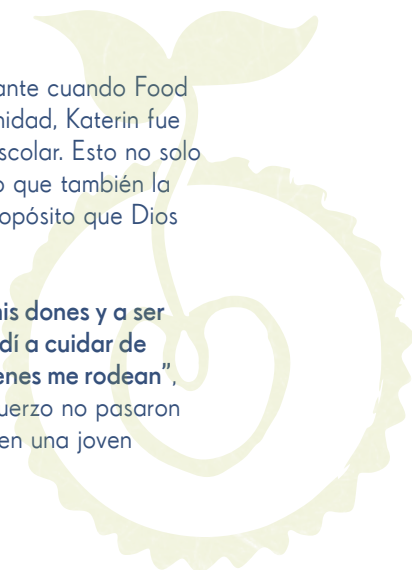 ante cuando Food
nidad, Katerin fue
scolar. Esto no solo
o que también la
opósito que Dios
nis dones y a ser
dí a cuidar de
enes me rodean”,
uerzo no pasaron
en una joven